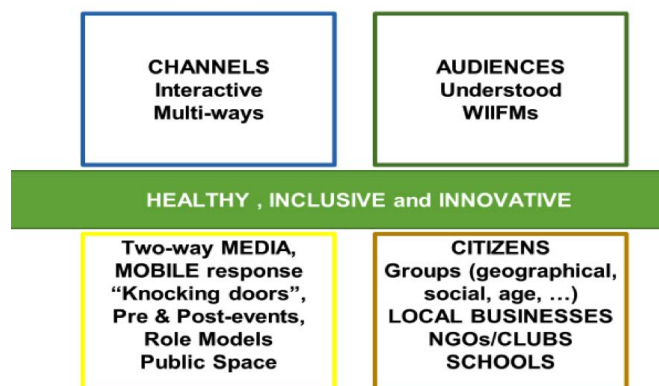 CHANNELS
Interactive
Multi-ways
AUDIENCES
Understood
WIIFMs
HEALTHY , INCLUSIVE and INNOVATIVE
Two-way MEDIA,
MOBILE response
“Knocking doors”,
Pre & Post-events,
Role Models
Public Space
CITIZENS
Groups (geographical,
social, age, …)
LOCAL BUSINESSES
NGOs/CLUBS
SCHOOLS